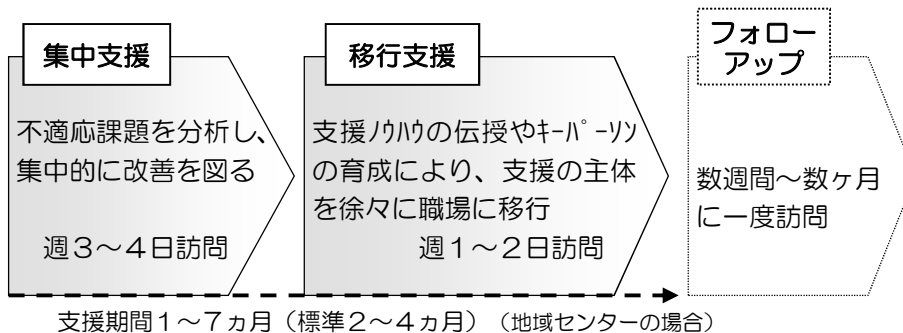 集中支援
不適応課題を分析し、
集中的に改善を図る
週３～４日訪問
移行支援
支援ﾉｳﾊｳの伝授やｷｰﾊﾟｰｿﾝ
の育成により、支援の主体
を徐々に職場に移行
週１～２日訪問
フォロー
アップ
数週間～数ヶ月
に一度訪問
支援期間１～７ヵ月（標準２～４ヵ月）（地域センターの場合）